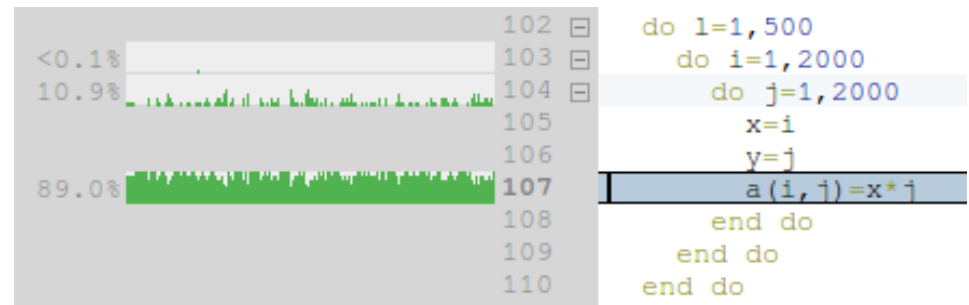 102 do l=1,500
<0.1% 103 do i=1,2000
10.9% 104 do j=1,2000
105 x=i
106 y=j
89.0% 107 a(i,j)=x*j
108 end do
109 end do
110 end do